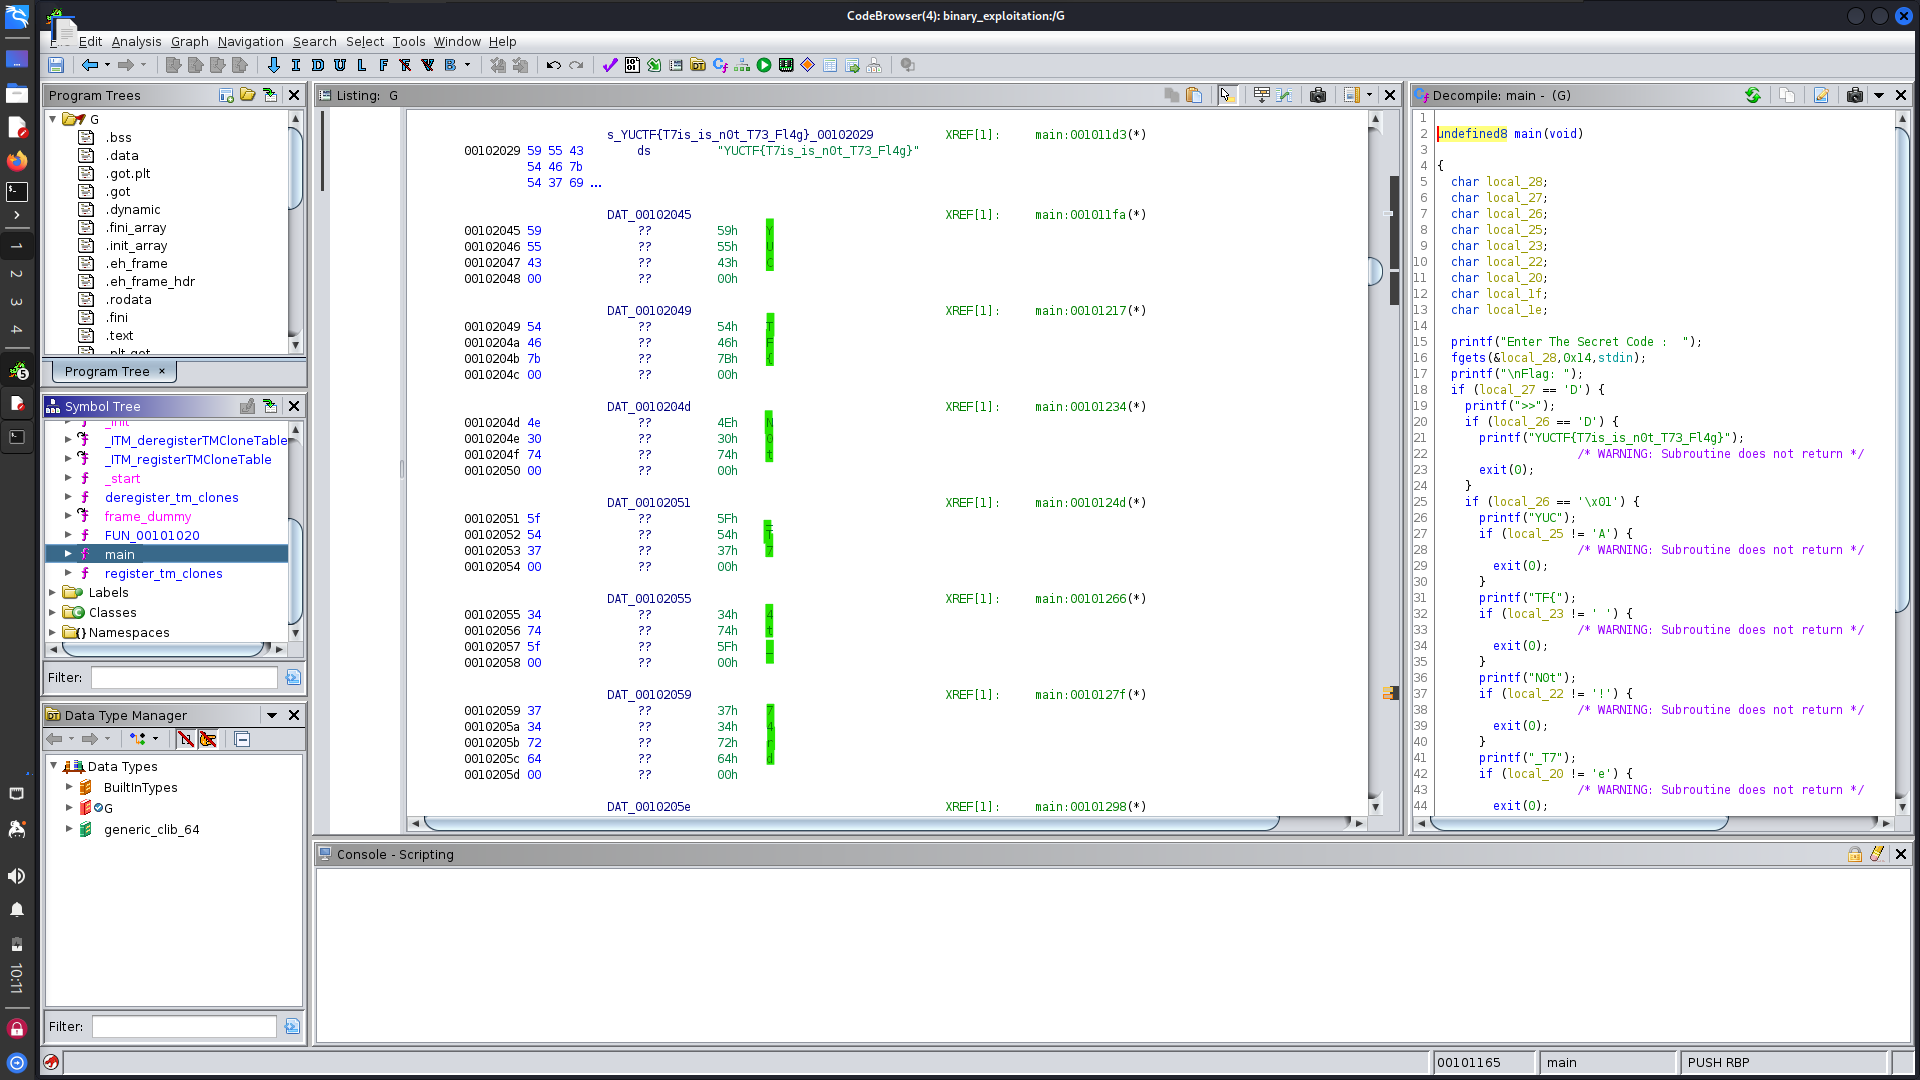 CodeBrowser(4): binary_exploitation:/G
Edit Analysis Graph Navigation Search Select Tools Window Help
I D U L F B
Program Trees
G
.bss
.data
.got.plt
.got
.dynamic
.fini_array
.init_array
.eh_frame
.eh_frame_hdr
.rodata
.fini
.text
.plt.got
Program Tree ×
Symbol Tree
_init
_ITM_deregisterTMCloneTable
_ITM_registerTMCloneTable
_start
deregister_tm_clones
frame_dummy
FUN_00101020
main
register_tm_clones
Labels
Classes
Namespaces
Filter:
Data Type Manager
Data Types
BuiltInTypes
G
generic_clib_64
Filter:
Listing: G
s_YUCTF{T7is_is_n0t_T73_Fl4g}_00102029 XREF[1]: main:001011d3(*)
00102029 59 55 43 ds "YUCTF{T7is_is_n0t_T73_Fl4g}"
54 46 7b
54 37 69 ...
DAT_00102045 XREF[1]: main:001011fa(*)
00102045 59 ?? 59h Y
00102046 55 ?? 55h U
00102047 43 ?? 43h C
00102048 00 ?? 00h
DAT_00102049 XREF[1]: main:00101217(*)
00102049 54 ?? 54h T
0010204a 46 ?? 46h F
0010204b 7b ?? 7Bh {
0010204c 00 ?? 00h
DAT_0010204d XREF[1]: main:00101234(*)
0010204d 4e ?? 4Eh N
0010204e 30 ?? 30h 0
0010204f 74 ?? 74h t
00102050 00 ?? 00h
DAT_00102051 XREF[1]: main:0010124d(*)
00102051 5f ?? 5Fh _
00102052 54 ?? 54h T
00102053 37 ?? 37h 7
00102054 00 ?? 00h
DAT_00102055 XREF[1]: main:00101266(*)
00102055 34 ?? 34h 4
00102056 74 ?? 74h t
00102057 5f ?? 5Fh _
00102058 00 ?? 00h
DAT_00102059 XREF[1]: main:0010127f(*)
00102059 37 ?? 37h 7
0010205a 34 ?? 34h 4
0010205b 72 ?? 72h r
0010205c 64 ?? 64h d
0010205d 00 ?? 00h
DAT_0010205e XREF[1]: main:00101298(*)
Decompile: main - (G)
1
2 undefined8 main(void)
3
4 {
5 char local_28;
6 char local_27;
7 char local_26;
8 char local_25;
9 char local_23;
10 char local_22;
11 char local_20;
12 char local_1f;
13 char local_1e;
14
15 printf("Enter The Secret Code :  ");
16 fgets(&local_28,0x14,stdin);
17 printf("\nFlag: ");
18 if (local_27 == 'D') {
19 printf(">>");
20 if (local_26 == 'D') {
21 printf("YUCTF{T7is_is_n0t_T73_Fl4g}");
22 /* WARNING: Subroutine does not return */
23 exit(0);
24 }
25 if (local_26 == '\x01') {
26 printf("YUC");
27 if (local_25 != 'A') {
28 /* WARNING: Subroutine does not return */
29 exit(0);
30 }
31 printf("TF{");
32 if (local_23 != ' ') {
33 /* WARNING: Subroutine does not return */
34 exit(0);
35 }
36 printf("N0t");
37 if (local_22 != '!') {
38 /* WARNING: Subroutine does not return */
39 exit(0);
40 }
41 printf("_T7");
42 if (local_20 != 'e') {
43 /* WARNING: Subroutine does not return */
44 exit(0);
Console - Scripting
00101165 main PUSH RBP
1
2
3
4
5
10:11